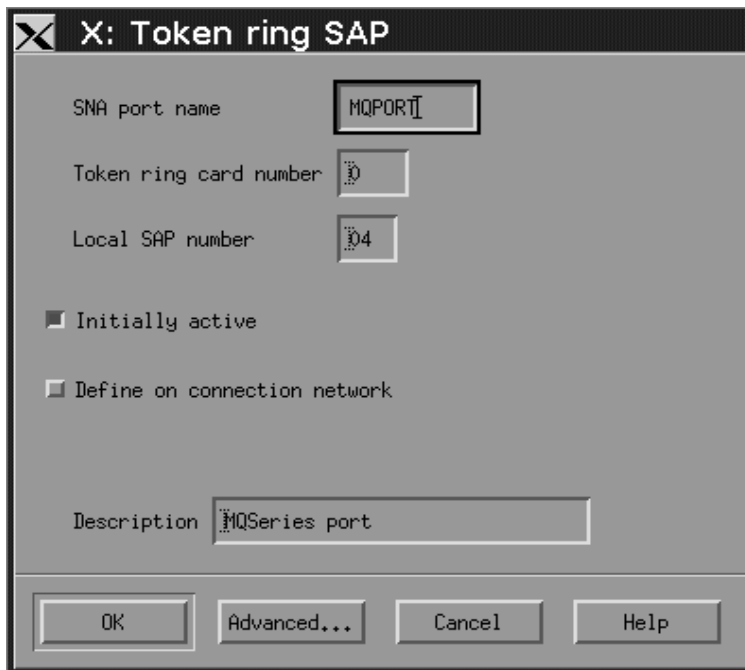 X: Token ring SAP
SNA port name MQPORT
Token ring card number 0
Local SAP number 04
Initially active
Define on connection network
Description MQSeries port
OK Advanced... Cancel Help